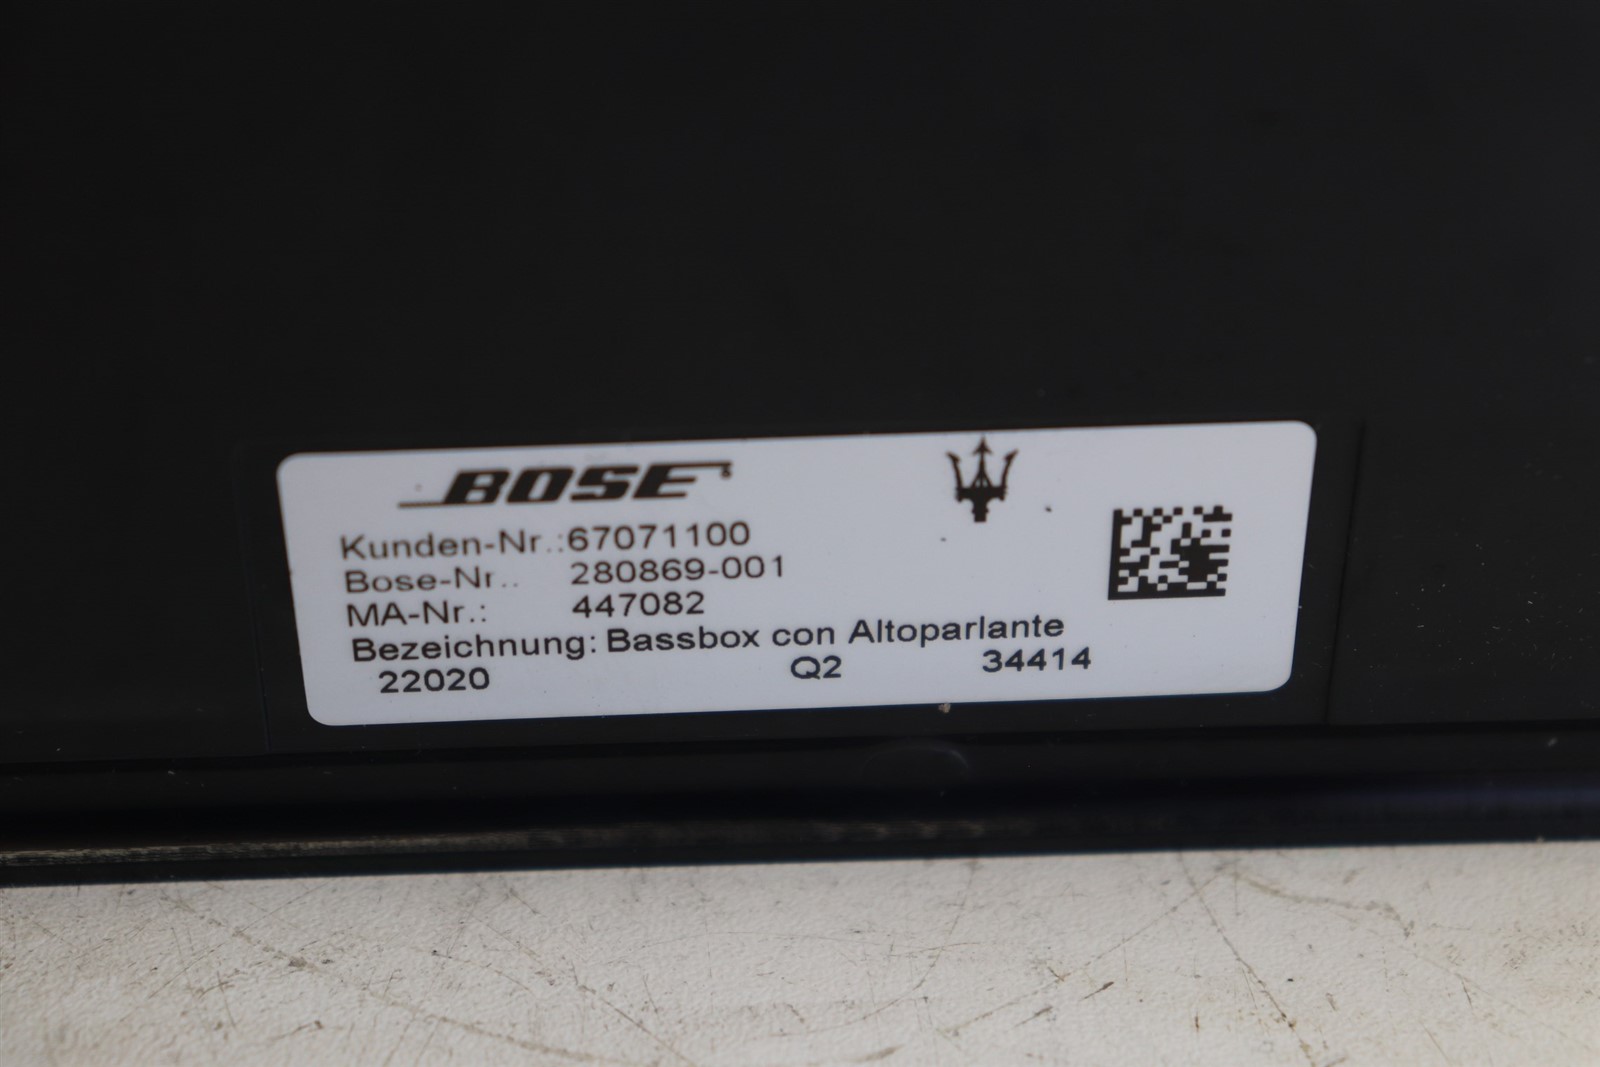 BOSE
Kunden-Nr.:67071100
Bose-Nr.. 280869-001
MA-Nr.: 447082
Bezeichnung: Bassbox con Altoparlante
22020 Q2 34414